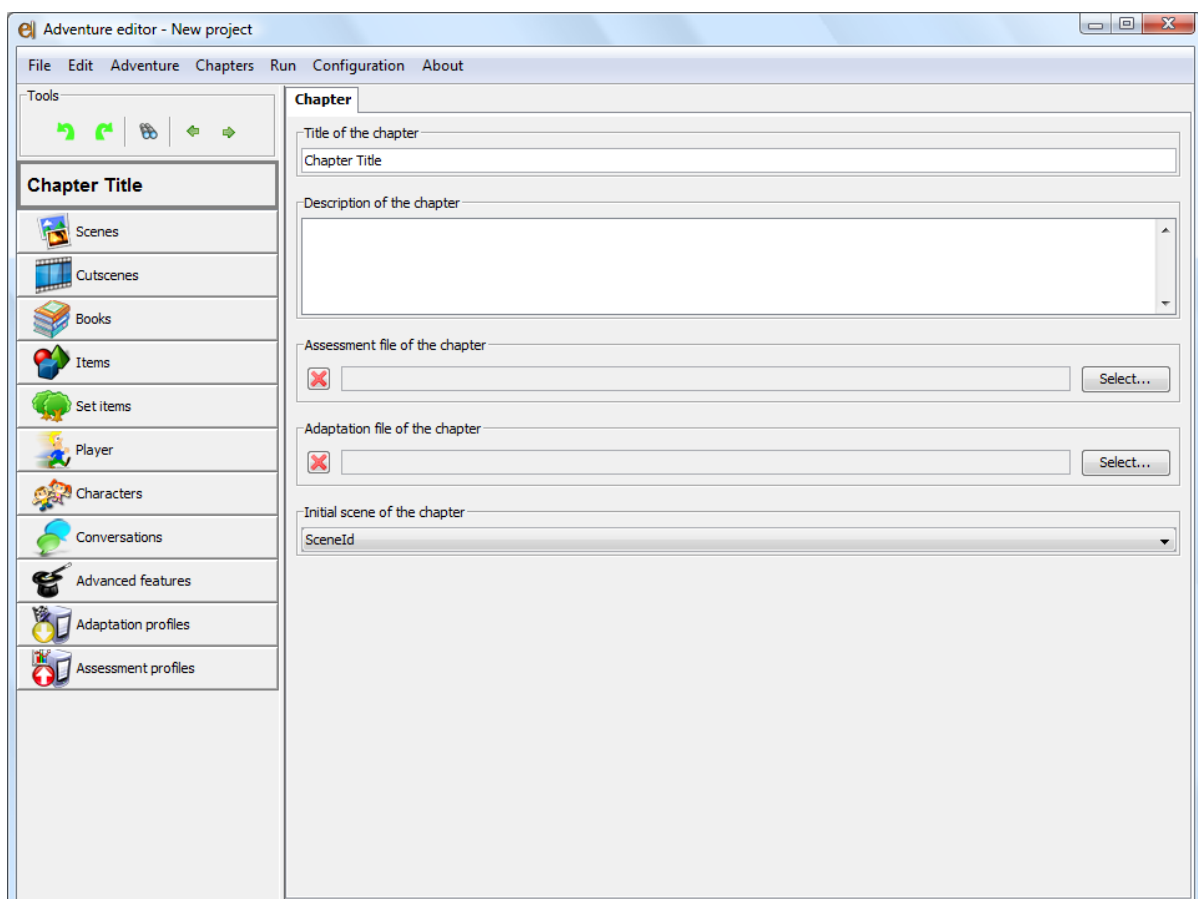 Adventure editor - New project
File Edit Adventure Chapters Run Configuration About
Tools
Chapter Title
Scenes
Cutscenes
Books
Items
Set items
Player
Characters
Conversations
Advanced features
Adaptation profiles
Assessment profiles
Chapter
Title of the chapter
Chapter Title
Description of the chapter
Assessment file of the chapter
Select...
Adaptation file of the chapter
Select...
Initial scene of the chapter
SceneId